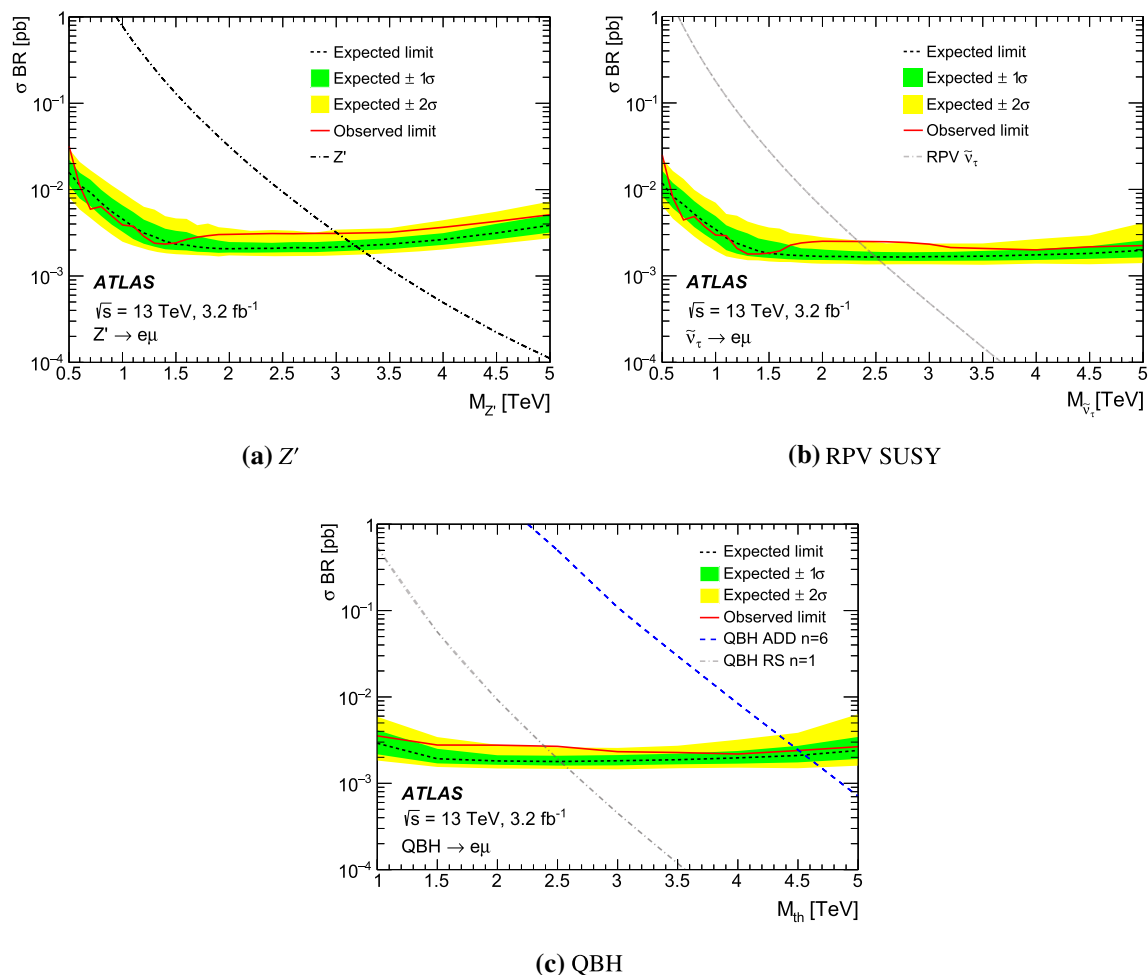 σ BR [pb]
1
10⁻¹
10⁻²
10⁻³
10⁻⁴
Expected limit
Expected ± 1σ
Expected ± 2σ
Observed limit
Z'
ATLAS
√s = 13 TeV, 3.2 fb⁻¹
Z' → eμ
0.5 1 1.5 2 2.5 3 3.5 4 4.5 5
M_Z' [TeV]
(a) Z'
σ BR [pb]
1
10⁻¹
10⁻²
10⁻³
10⁻⁴
Expected limit
Expected ± 1σ
Expected ± 2σ
Observed limit
RPV ν̃_τ
ATLAS
√s = 13 TeV, 3.2 fb⁻¹
ν̃_τ → eμ
0.5 1 1.5 2 2.5 3 3.5 4 4.5 5
M_ν̃_τ [TeV]
(b) RPV SUSY
σ BR [pb]
1
10⁻¹
10⁻²
10⁻³
10⁻⁴
Expected limit
Expected ± 1σ
Expected ± 2σ
Observed limit
QBH ADD n=6
QBH RS n=1
ATLAS
√s = 13 TeV, 3.2 fb⁻¹
QBH → eμ
1 1.5 2 2.5 3 3.5 4 4.5 5
M_th [TeV]
(c) QBH